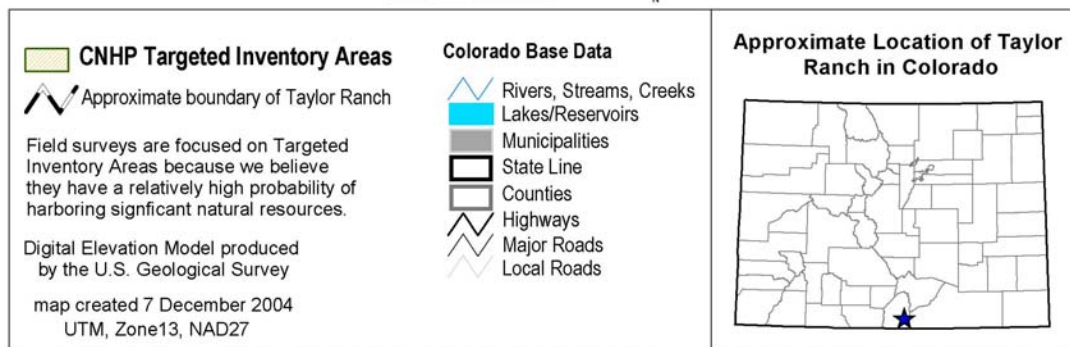 CNHP Targeted Inventory Areas
Approximate boundary of Taylor Ranch
Field surveys are focused on Targeted
Inventory Areas because we believe
they have a relatively high probability of
harboring signficant natural resources.
Digital Elevation Model produced
by the U.S. Geological Survey
map created 7 December 2004
UTM, Zone13, NAD27
Colorado Base Data
Rivers, Streams, Creeks
Lakes/Reservoirs
Municipalities
State Line
Counties
Highways
Major Roads
Local Roads
Approximate Location of Taylor
Ranch in Colorado